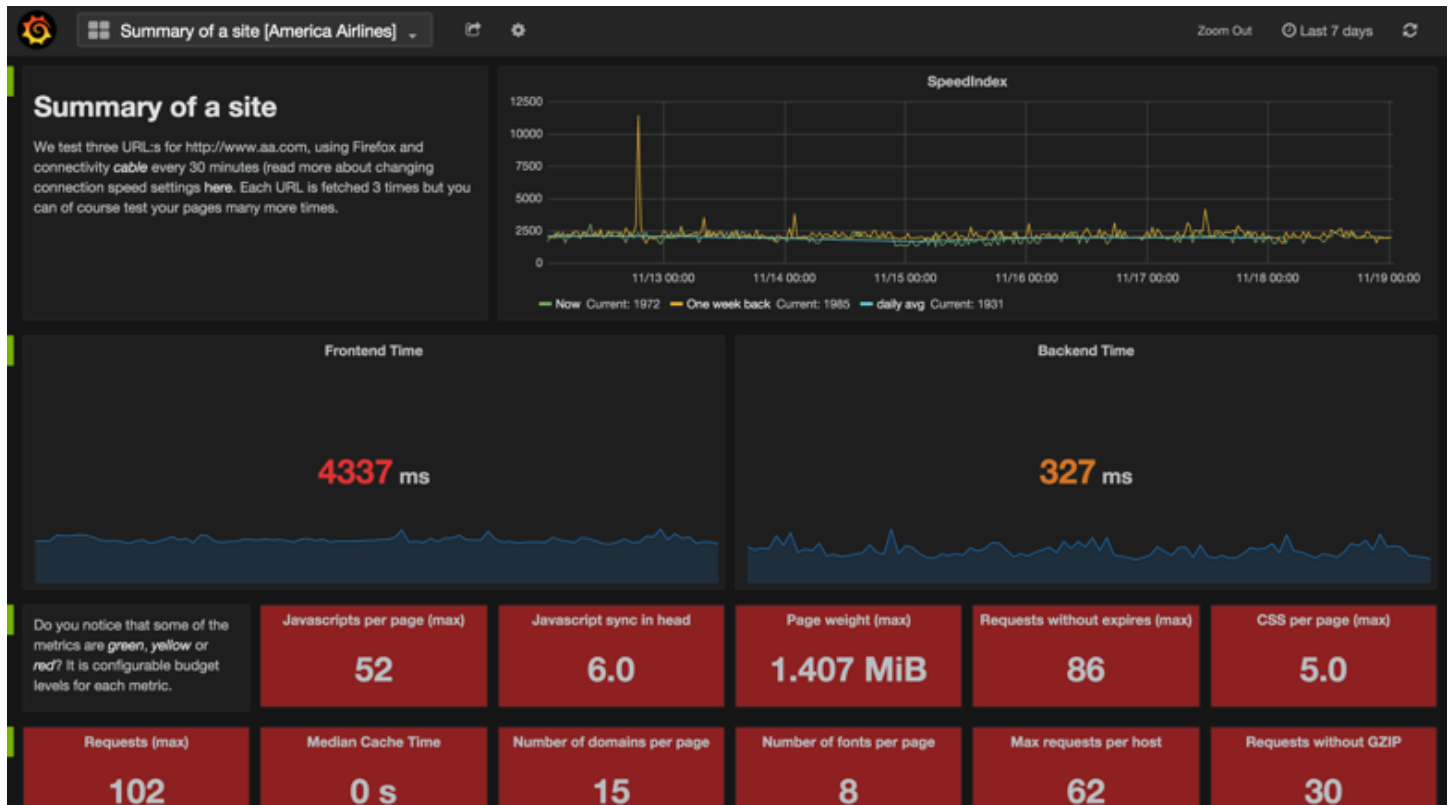 Summary of a site [America Airlines]
Zoom Out
Last 7 days
Summary of a site
We test three URL:s for http://www.aa.com, using Firefox and
connectivity cable every 30 minutes (read more about changing
connection speed settings here. Each URL is fetched 3 times but you
can of course test your pages many more times.
SpeedIndex
12500
10000
7500
5000
2500
0
11/13 00:00 11/14 00:00 11/15 00:00 11/16 00:00 11/17 00:00 11/18 00:00 11/19 00:00
Now Current: 1972 One week back Current: 1985 daily avg Current: 1931
Frontend Time
4337 ms
Backend Time
327 ms
Do you notice that some of the
metrics are green, yellow or
red? It is configurable budget
levels for each metric.
Javascripts per page (max)
52
Javascript sync in head
6.0
Page weight (max)
1.407 MiB
Requests without expires (max)
86
CSS per page (max)
5.0
Requests (max)
102
Median Cache Time
0 s
Number of domains per page
15
Number of fonts per page
8
Max requests per host
62
Requests without GZIP
30